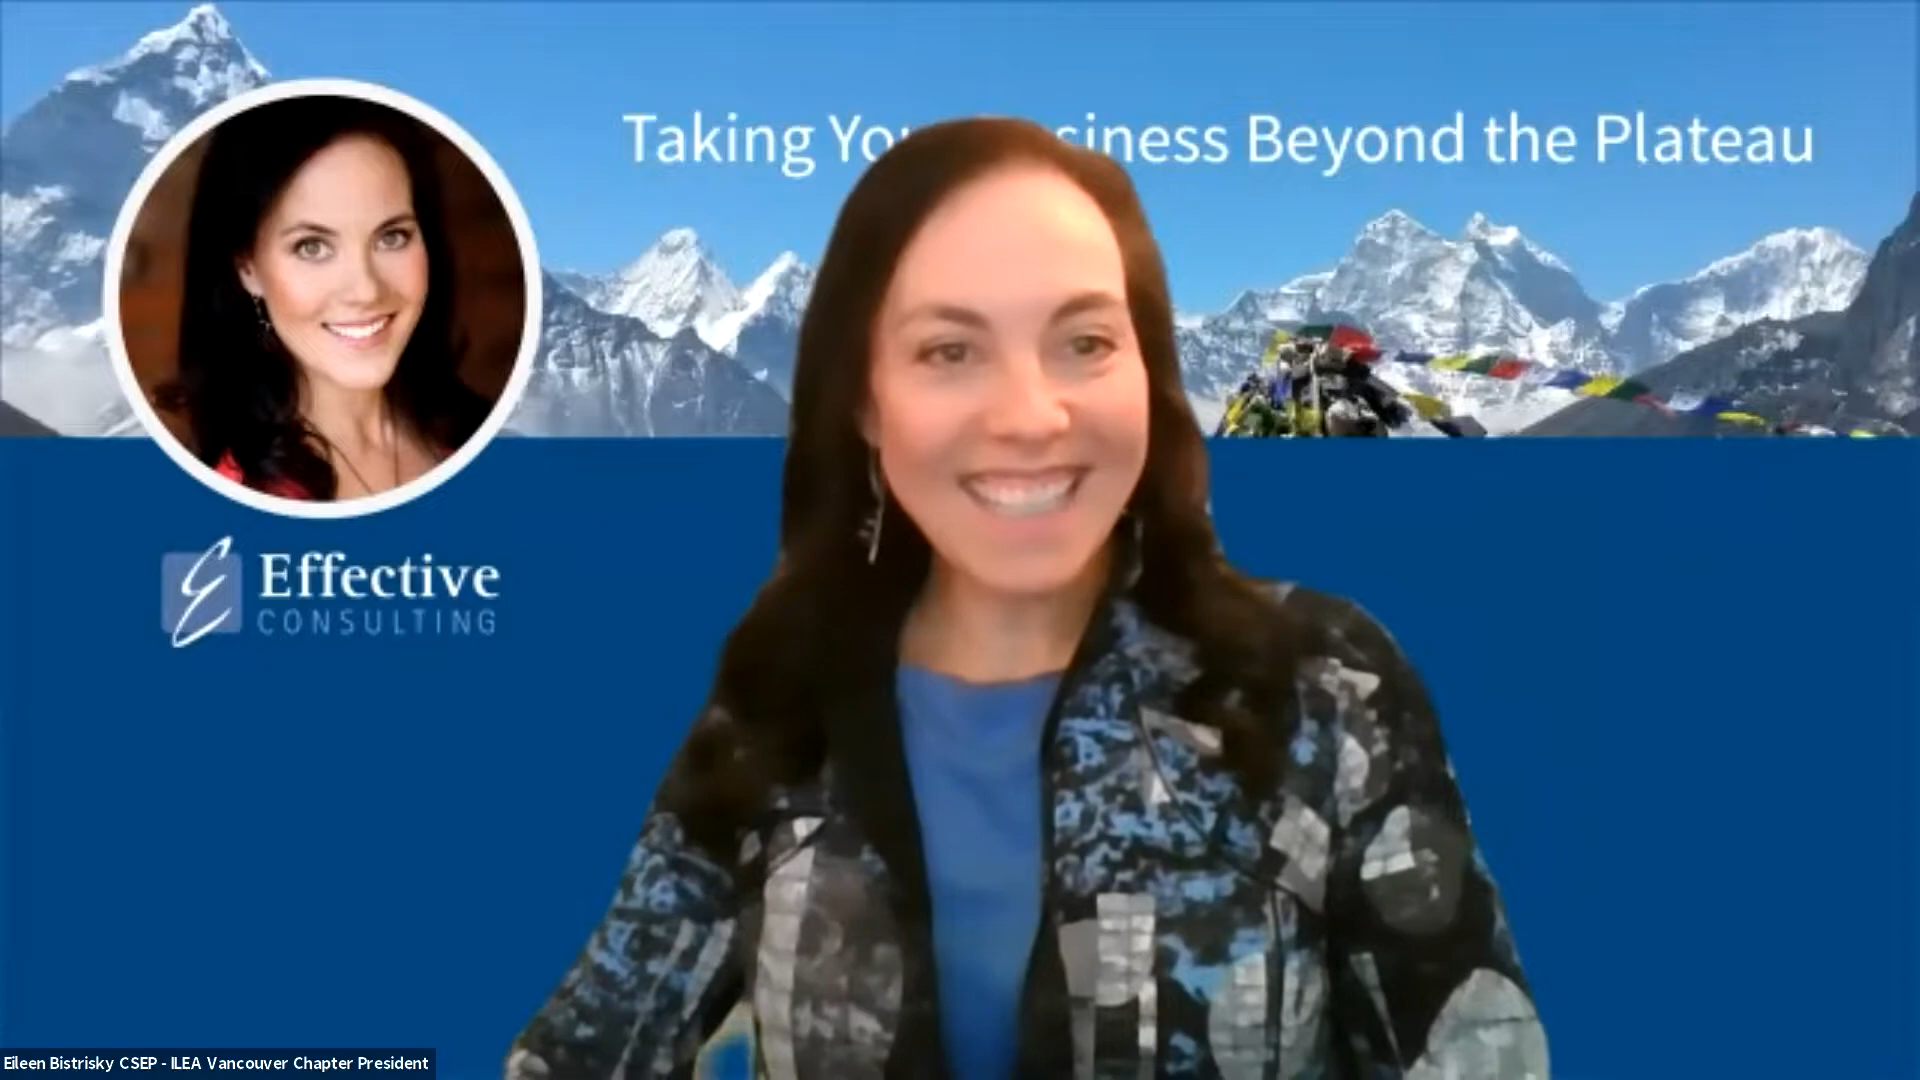 Taking Yo siness Beyond the Plateau
Effective
CONSULTING
Eileen Bistrisky CSEP - ILEA Vancouver Chapter President